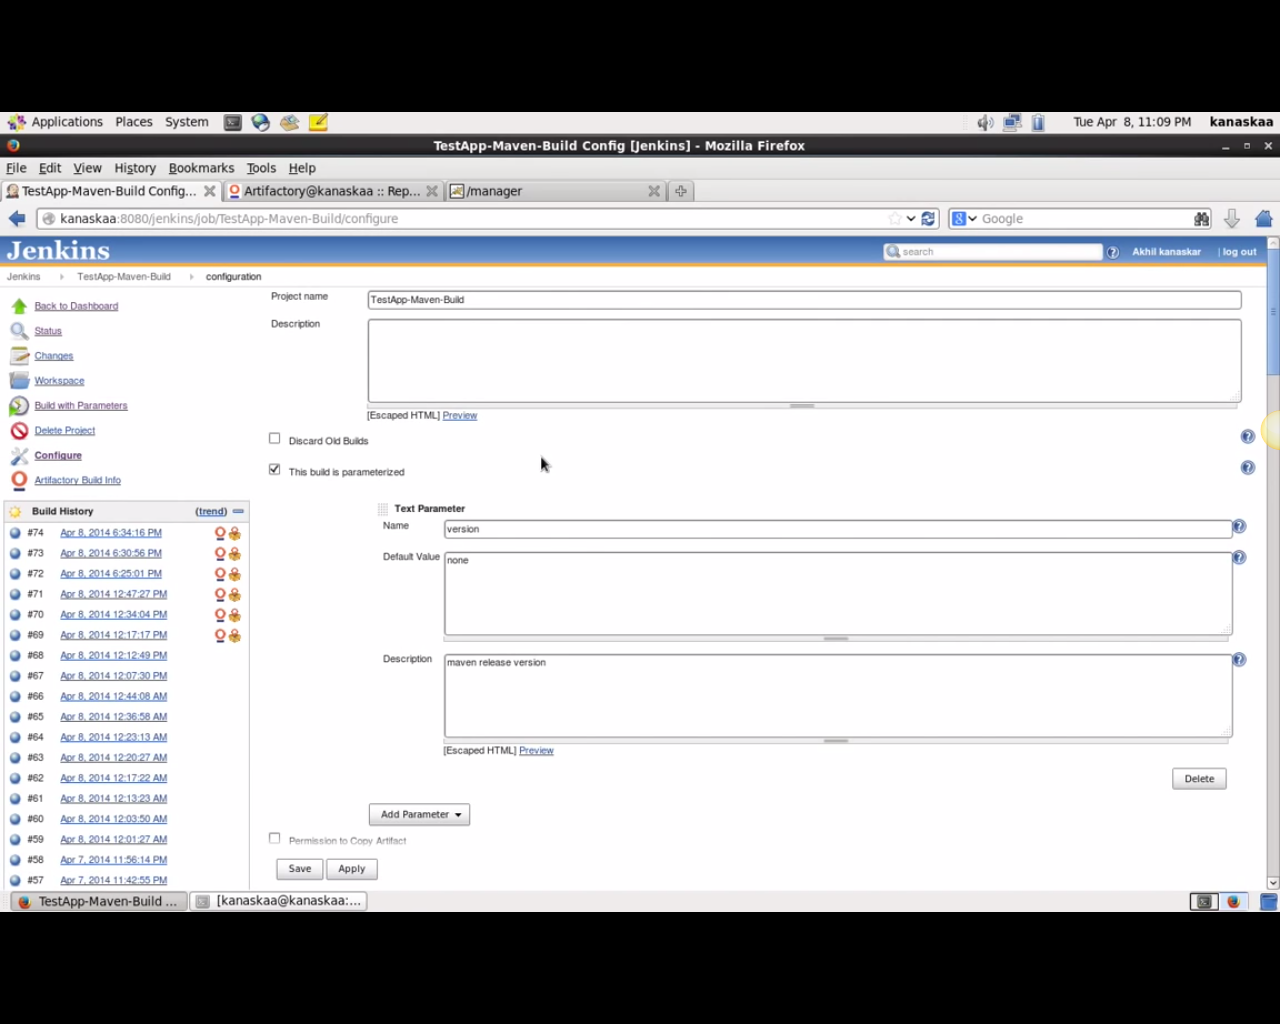 Applications Places System Tue Apr 8, 11:09 PM kanaskaa
TestApp-Maven-Build Config [Jenkins] - Mozilla Firefox
File Edit View History Bookmarks Tools Help
TestApp-Maven-Build Config... Artifactory@kanaskaa :: Rep... /manager
kanaskaa:8080/jenkins/job/TestApp-Maven-Build/configure Google
Jenkins search Akhil kanaskar | log out
Jenkins TestApp-Maven-Build configuration
Back to Dashboard
Status
Changes
Workspace
Build with Parameters
Delete Project
Configure
Artifactory Build Info
Build History (trend)
#74 Apr 8, 2014 6:34:16 PM
#73 Apr 8, 2014 6:30:56 PM
#72 Apr 8, 2014 6:25:01 PM
#71 Apr 8, 2014 12:47:27 PM
#70 Apr 8, 2014 12:34:04 PM
#69 Apr 8, 2014 12:17:17 PM
#68 Apr 8, 2014 12:12:49 PM
#67 Apr 8, 2014 12:07:30 PM
#66 Apr 8, 2014 12:44:08 AM
#65 Apr 8, 2014 12:36:58 AM
#64 Apr 8, 2014 12:23:13 AM
#63 Apr 8, 2014 12:20:27 AM
#62 Apr 8, 2014 12:17:22 AM
#61 Apr 8, 2014 12:13:23 AM
#60 Apr 8, 2014 12:03:50 AM
#59 Apr 8, 2014 12:01:27 AM
#58 Apr 7, 2014 11:56:14 PM
#57 Apr 7, 2014 11:42:55 PM
Project name TestApp-Maven-Build
Description
[Escaped HTML] Preview
Discard Old Builds
This build is parameterized
Text Parameter
Name version
Default Value none
Description maven release version
[Escaped HTML] Preview
Delete
Add Parameter
Permission to Copy Artifact
Save Apply
TestApp-Maven-Build ... [kanaskaa@kanaskaa:...